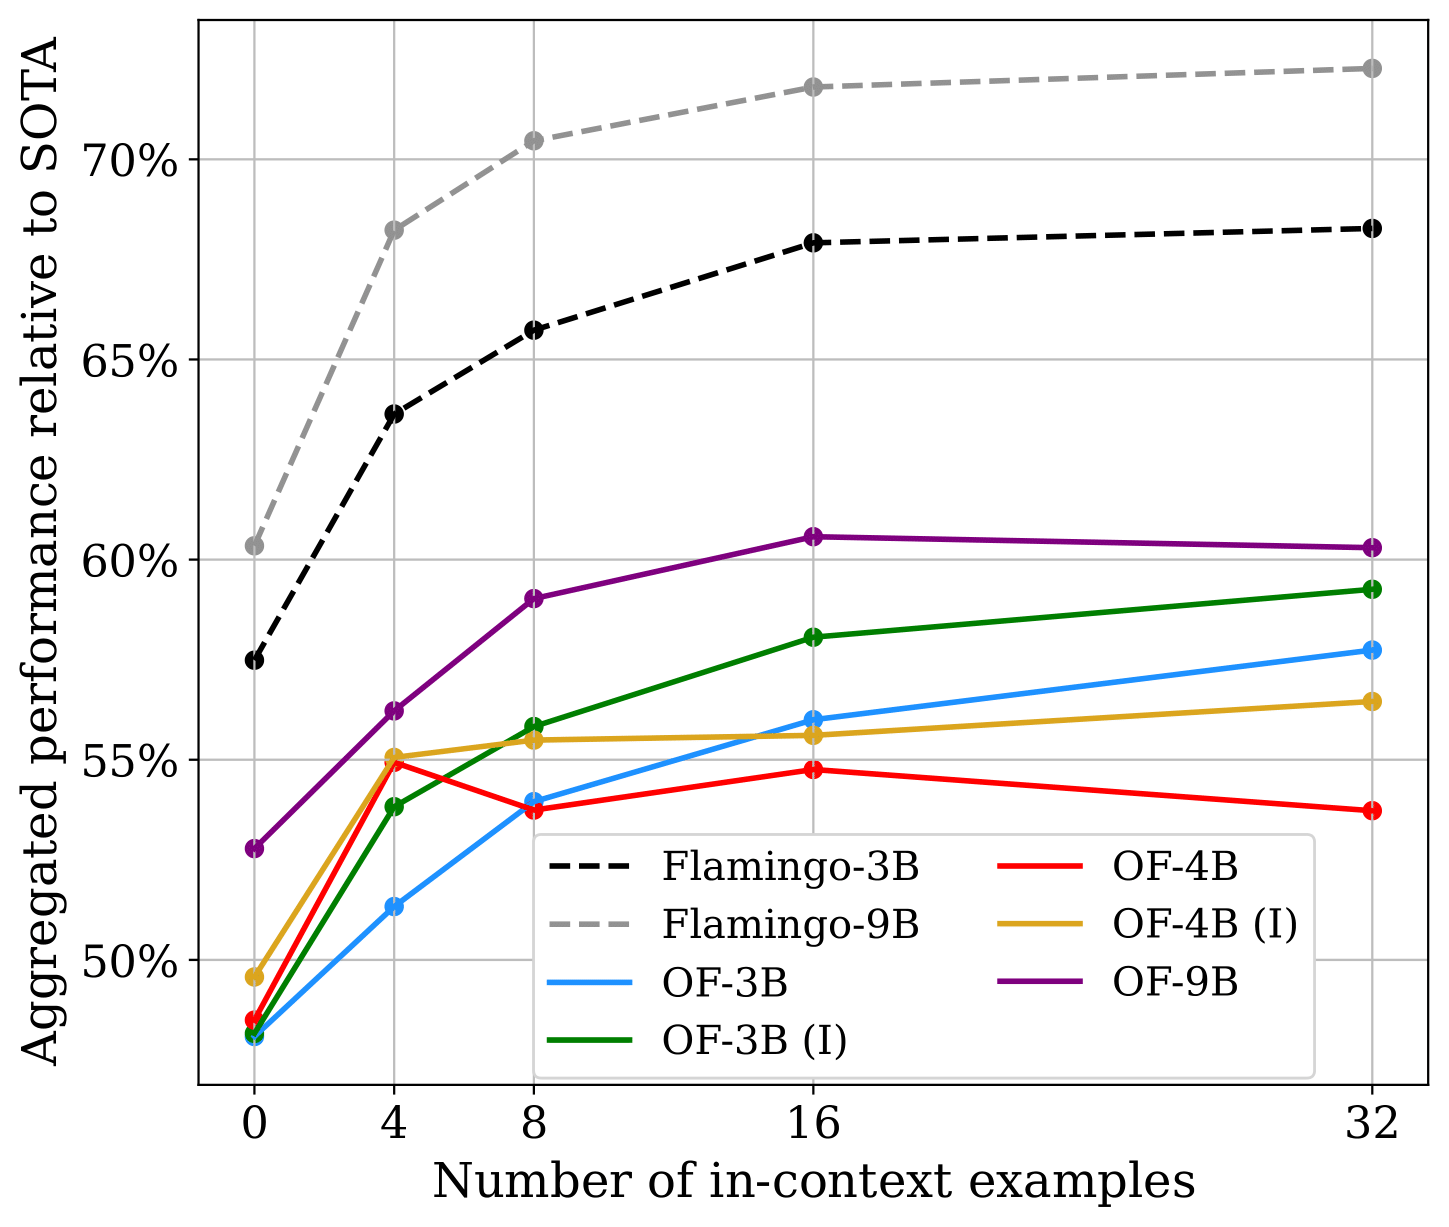 Aggregated performance relative to SOTA
70%
65%
60%
55%
50%
Flamingo-3B
Flamingo-9B
OF-3B
OF-3B (I)
OF-4B
OF-4B (I)
OF-9B
0 4 8 16 32
Number of in-context examples